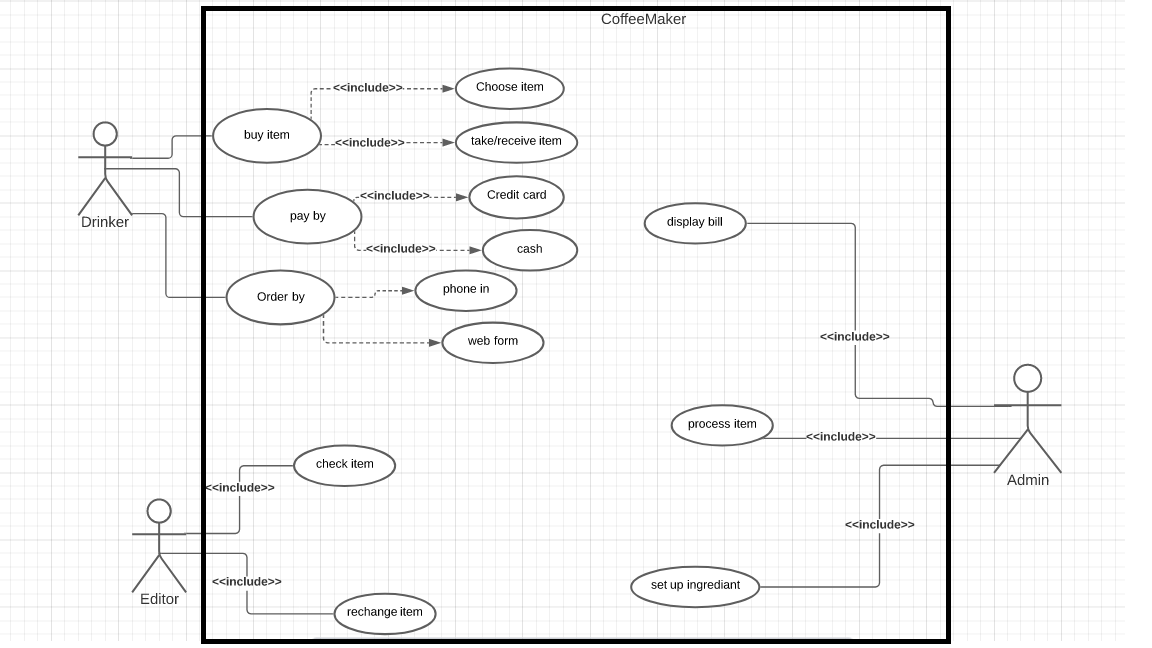 CoffeeMaker
<<include>>
Choose item
buy item
<<include>>
take/receive item
Drinker
<<include>>
Credit card
pay by
<<include>>
cash
display bill
Order by
phone in
web form
<<include>>
process item
<<include>>
Admin
check item
<<include>>
<<include>>
Editor
<<include>>
set up ingrediant
rechange item